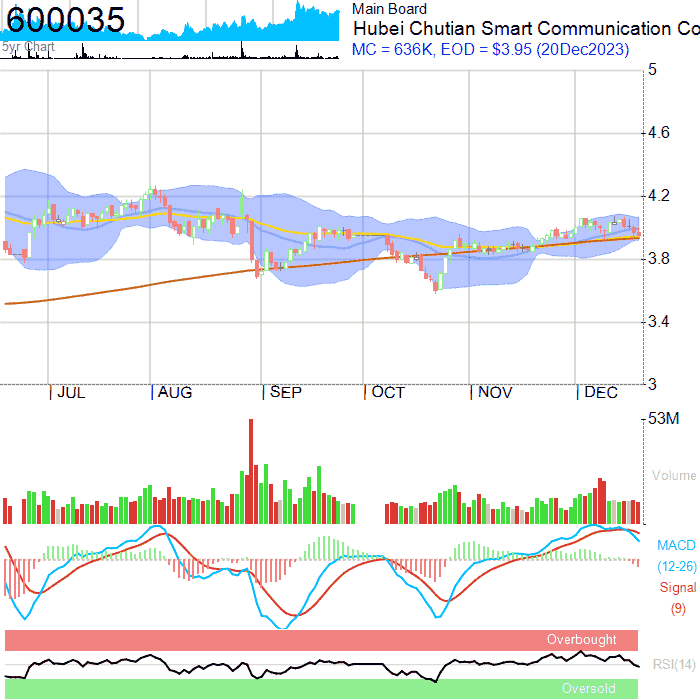 600035
5yr Chart
Main Board
Hubei Chutian Smart Communication Co
MC = 636K, EOD = $3.95 (20Dec2023)
5
4.6
4.2
3.8
3.4
3
JUL AUG SEP OCT NOV DEC
53M
Volume
MACD
(12-26)
Signal
(9)
Overbought
RSI(14)
Oversold